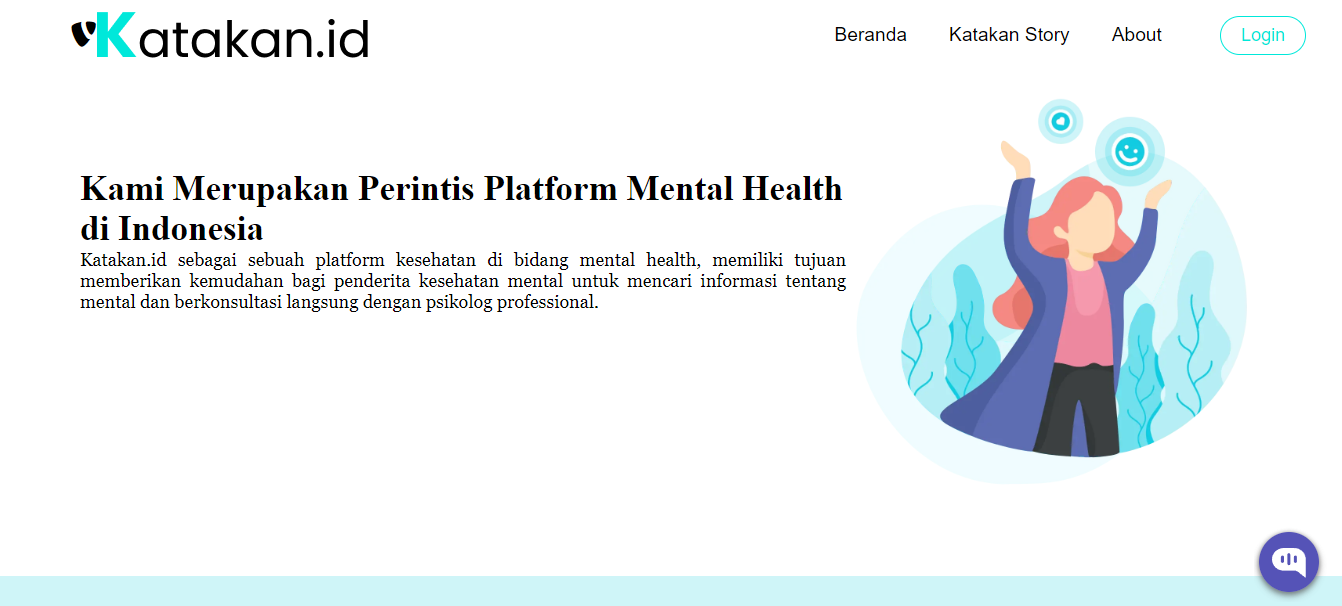 Katakan.id
Beranda
Katakan Story
About
Login
Kami Merupakan Perintis Platform Mental Health
di Indonesia
Katakan.id sebagai sebuah platform kesehatan di bidang mental health, memiliki tujuan
memberikan kemudahan bagi penderita kesehatan mental untuk mencari informasi tentang
mental dan berkonsultasi langsung dengan psikolog professional.